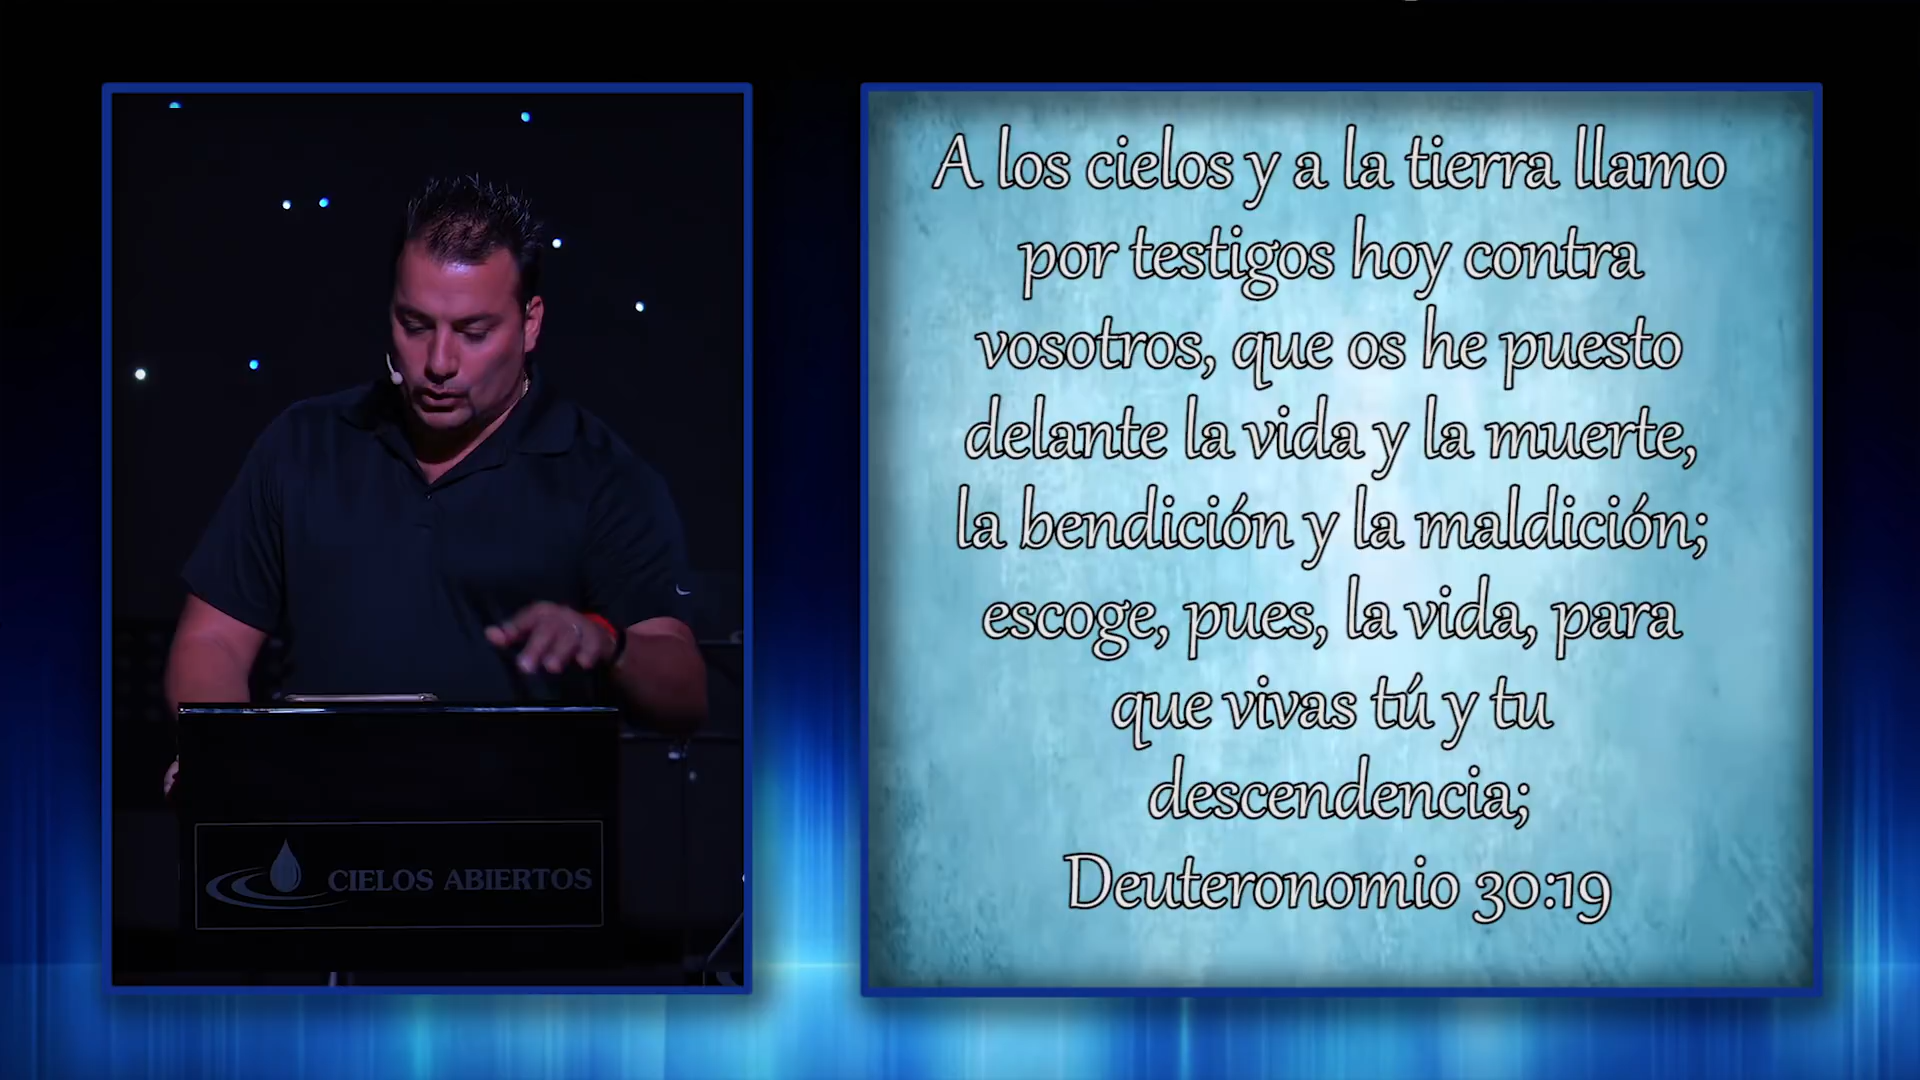 A los cielos y a la tierra llamo
por testigos hoy contra
vosotros, que os he puesto
delante la vida y la muerte,
la bendición y la maldición;
escoge, pues, la vida, para
que vivas tú y tu
descendencia;
Deuteronomio 30:19
CIELOS ABIERTOS